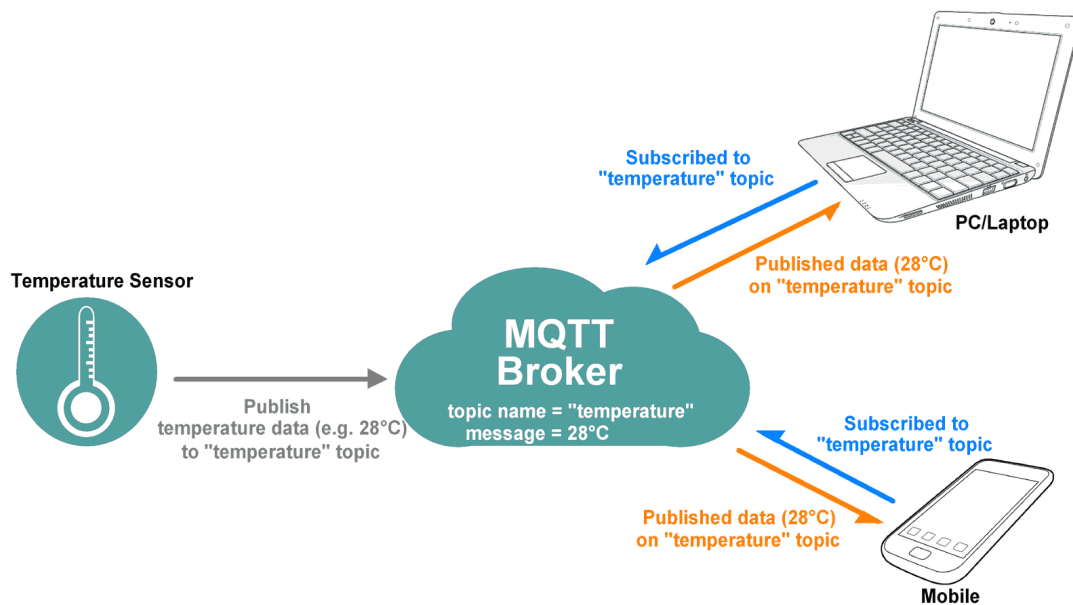 Temperature Sensor
Publish
temperature data (e.g. 28°C)
to "temperature" topic
MQTT
Broker
topic name = "temperature"
message = 28°C
Subscribed to
"temperature" topic
Published data (28°C)
on "temperature" topic
PC/Laptop
Subscribed to
"temperature" topic
Published data (28°C)
on "temperature" topic
Mobile